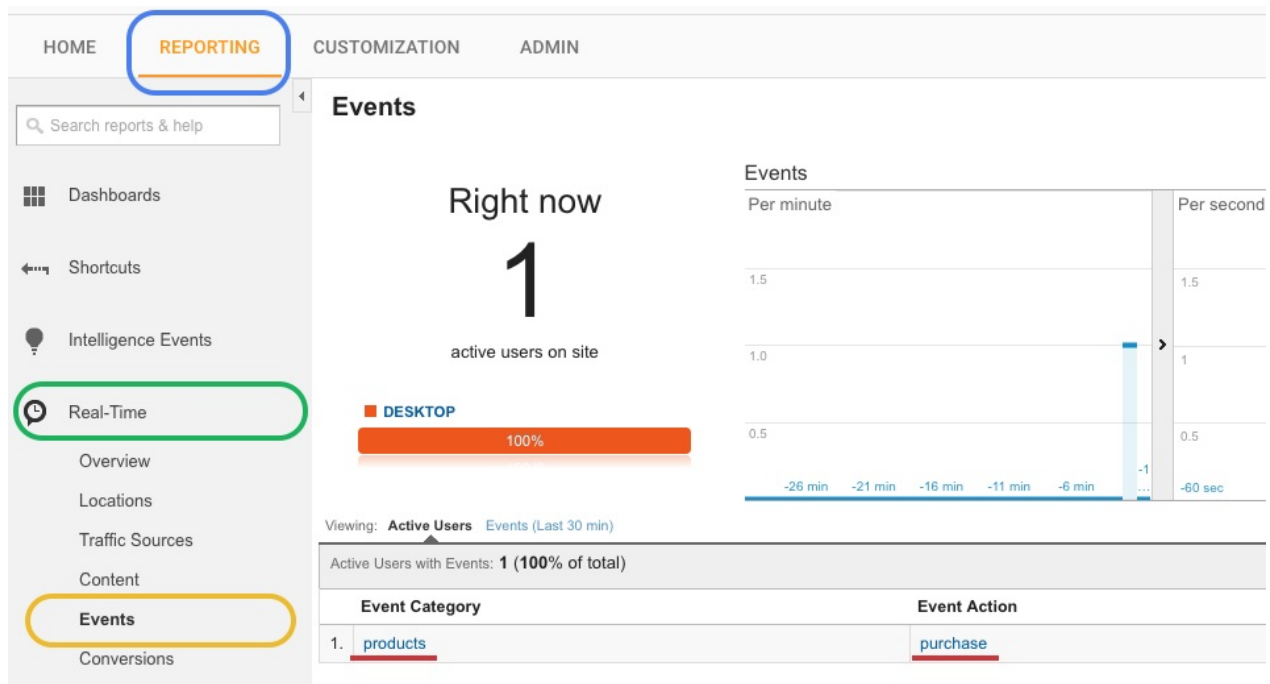 HOME REPORTING CUSTOMIZATION ADMIN
Search reports & help
Dashboards
Shortcuts
Intelligence Events
Real-Time
Overview
Locations
Traffic Sources
Content
Events
Conversions
Events
Right now
1
active users on site
DESKTOP
100%
Events
Per minute
1.5
1.0
0.5
-26 min -21 min -16 min -11 min -6 min -1
...
Per second
1.5
1
0.5
-60 sec
Viewing: Active Users Events (Last 30 min)
Active Users with Events: 1 (100% of total)
Event Category Event Action
1. products purchase